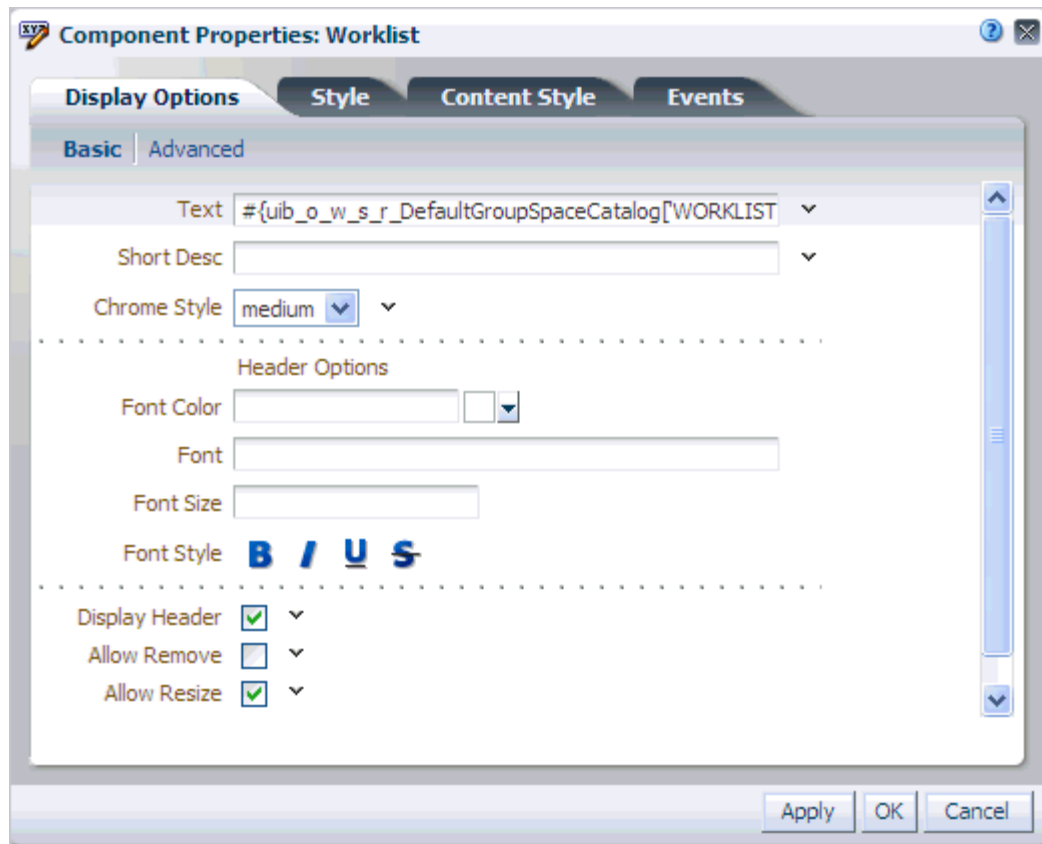 Component Properties: Worklist
Display Options Style Content Style Events
Basic Advanced
Text #{uib_o_w_s_r_DefaultGroupSpaceCatalog['WORKLIST
Short Desc
Chrome Style medium
Header Options
Font Color
Font
Font Size
Font Style B I U S
Display Header
Allow Remove
Allow Resize
Apply OK Cancel